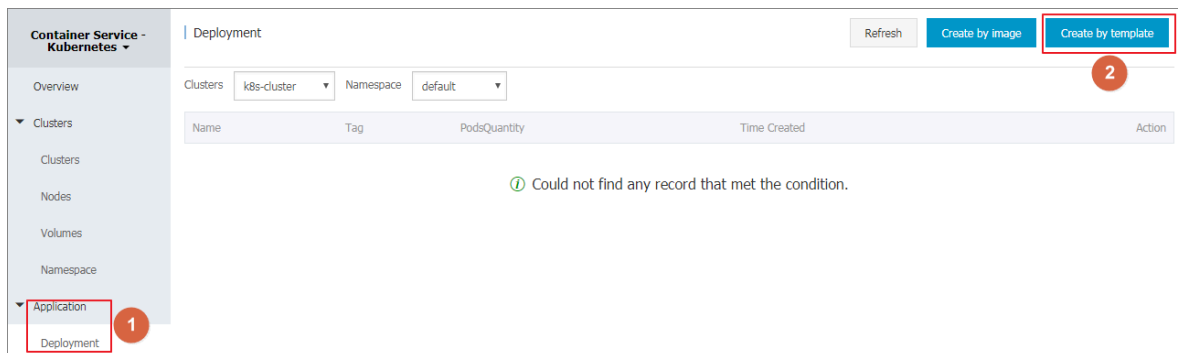 Container Service -
Kubernetes
Deployment
Refresh
Create by image
Create by template
2
Overview
Clusters k8s-cluster Namespace default
Clusters
Name Tag PodsQuantity Time Created Action
Clusters
Could not find any record that met the condition.
Nodes
Volumes
Namespace
Application
1
Deployment